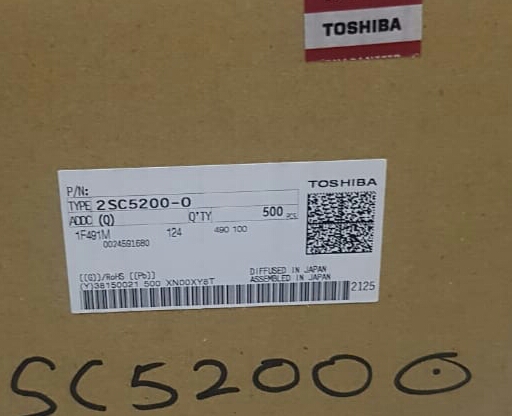 TOSHIBA
P/N:
TOSHIBA
TYPE 2SC5200-O
ADDC (Q) Q'TY 500 PCS
1F491M 124 490 100
0024591680
[[G]]/RoHS [[Pb]]
DIFFUSED IN JAPAN
ASSEMBLED IN JAPAN
(Y)38150021 500 XN00XY8T
2125
SC5200 O